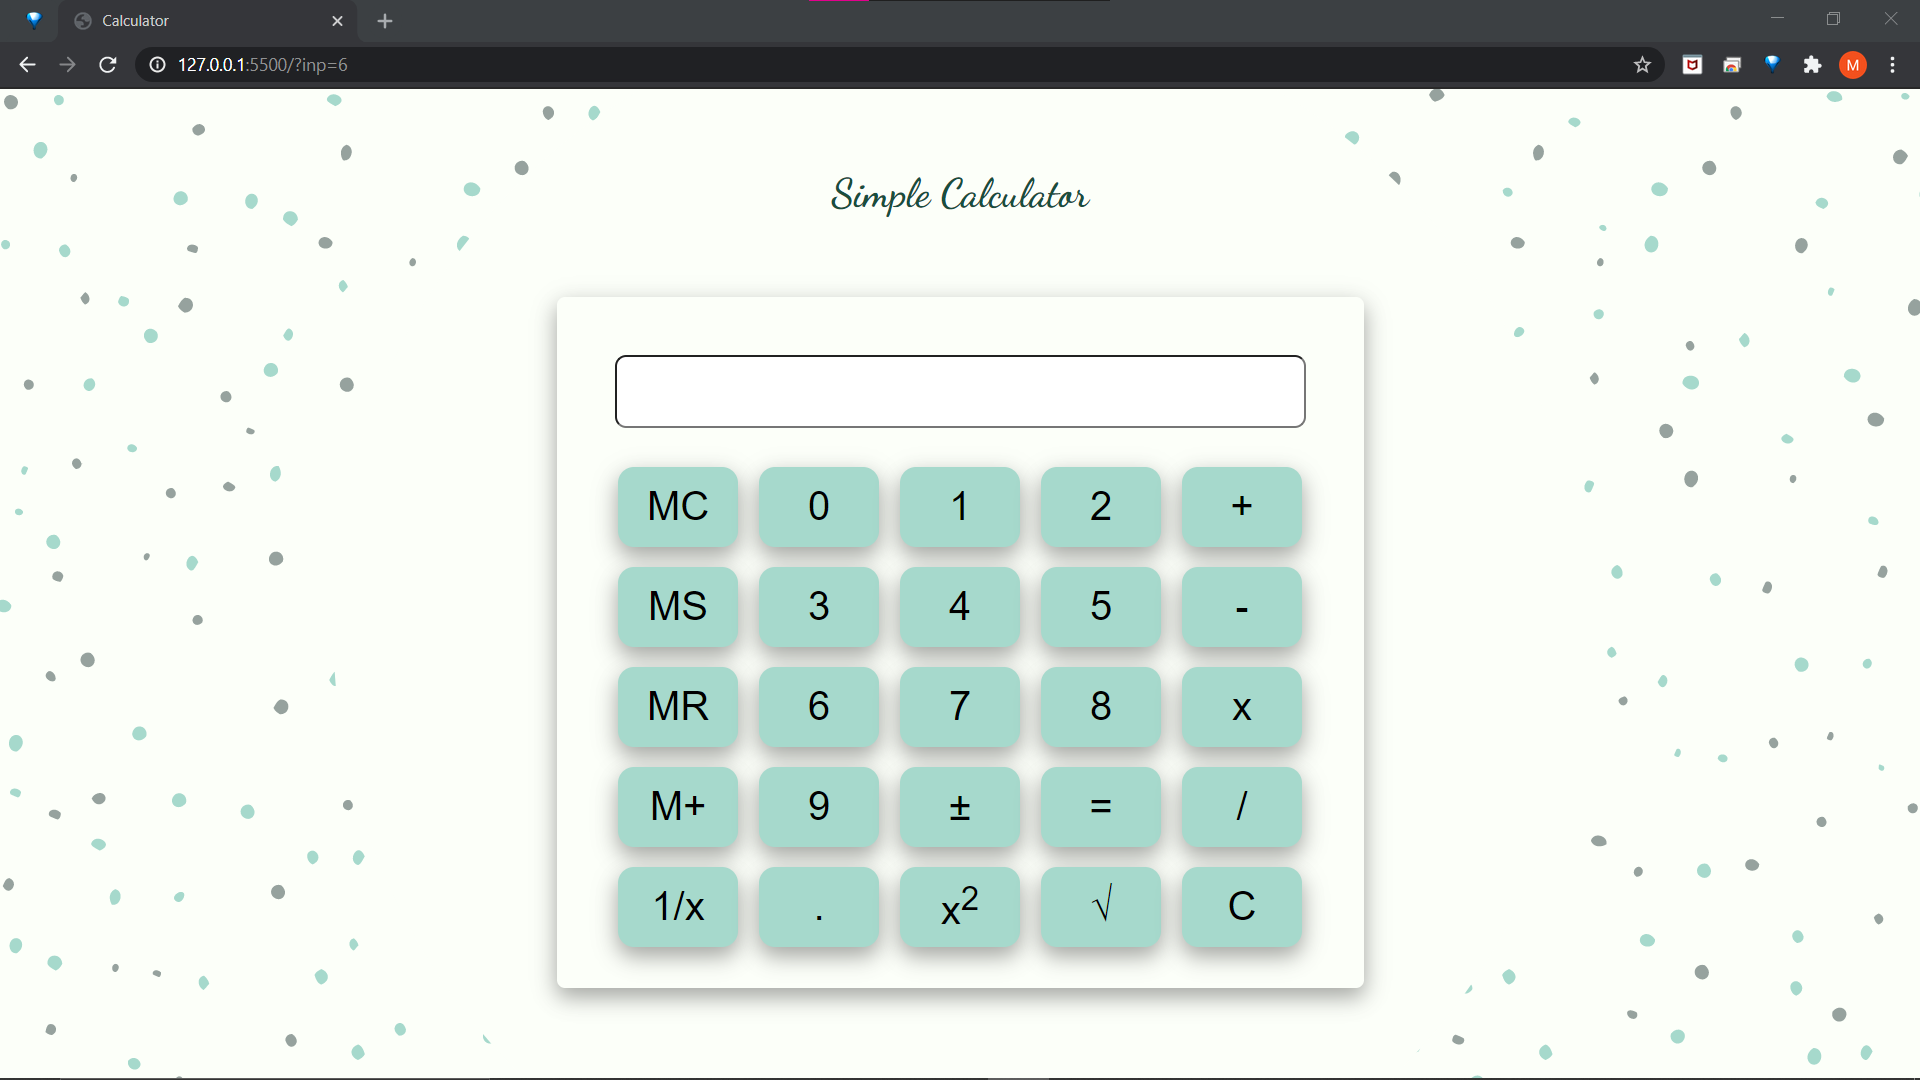 Calculator
127.0.0.1:5500/?inp=6
M
Simple Calculator
MC 0 1 2 +
MS 3 4 5 -
MR 6 7 8 x
M+ 9 ± = /
1/x . x² √ C